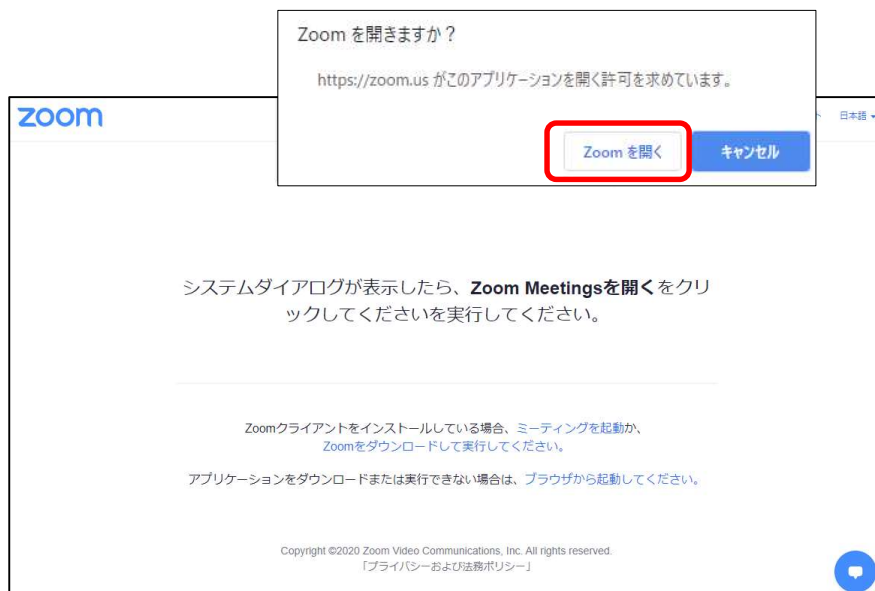 Zoom を開きますか？
https://zoom.us がこのアプリケーションを開く許可を求めています。
Zoom を開く キャンセル
zoom
ト 日本語
システムダイアログが表示したら、Zoom Meetingsを開くをクリ
ックしてくださいを実行してください。
Zoomクライアントをインストールしている場合、ミーティングを起動か、
Zoomをダウンロードして実行してください。
アプリケーションをダウンロードまたは実行できない場合は、ブラウザから起動してください。
Copyright ©2020 Zoom Video Communications, Inc. All rights reserved.
「プライバシーおよび法務ポリシー」